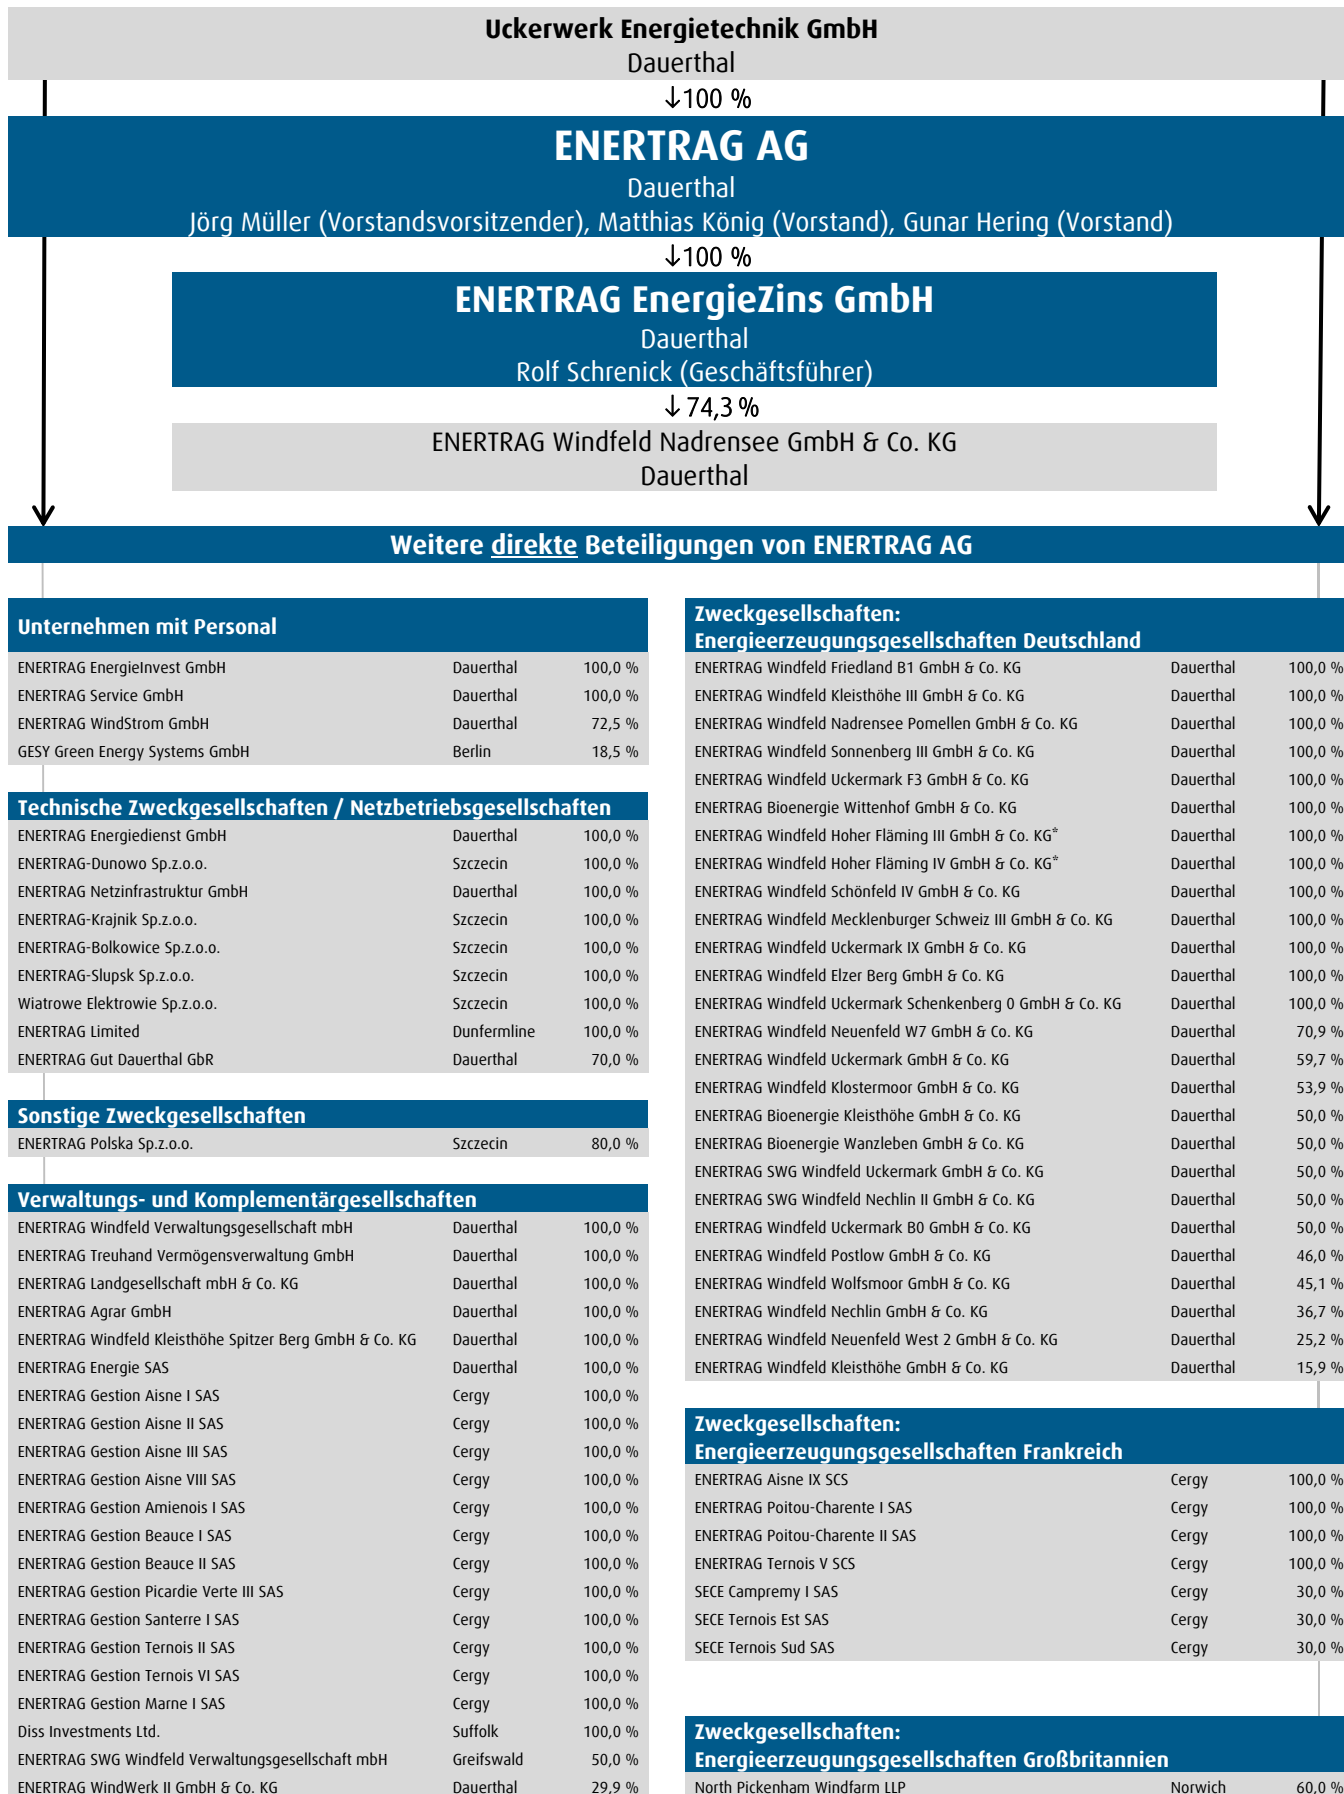 Uckerwerk Energietechnik GmbH
Dauerthal
↓100 %
ENERTRAG AG
Dauerthal
Jörg Müller (Vorstandsvorsitzender), Matthias König (Vorstand), Gunar Hering (Vorstand)
↓100 %
ENERTRAG EnergieZins GmbH
Dauerthal
Rolf Schrenick (Geschäftsführer)
↓ 74,3 %
ENERTRAG Windfeld Nadrensee GmbH & Co. KG
Dauerthal
Weitere direkte Beteiligungen von ENERTRAG AG
Unternehmen mit Personal
ENERTRAG EnergieInvest GmbH Dauerthal 100,0 %
ENERTRAG Service GmbH Dauerthal 100,0 %
ENERTRAG WindStrom GmbH Dauerthal 72,5 %
GESY Green Energy Systems GmbH Berlin 18,5 %
Technische Zweckgesellschaften / Netzbetriebsgesellschaften
ENERTRAG Energiedienst GmbH Dauerthal 100,0 %
ENERTRAG-Dunowo Sp.z.o.o. Szczecin 100,0 %
ENERTRAG Netzinfrastruktur GmbH Dauerthal 100,0 %
ENERTRAG-Krajnik Sp.z.o.o. Szczecin 100,0 %
ENERTRAG-Bolkowice Sp.z.o.o. Szczecin 100,0 %
ENERTRAG-Slupsk Sp.z.o.o. Szczecin 100,0 %
Wiatrowe Elektrowie Sp.z.o.o. Szczecin 100,0 %
ENERTRAG Limited Dunfermline 100,0 %
ENERTRAG Gut Dauerthal GbR Dauerthal 70,0 %
Sonstige Zweckgesellschaften
ENERTRAG Polska Sp.z.o.o. Szczecin 80,0 %
Verwaltungs- und Komplementärgesellschaften
ENERTRAG Windfeld Verwaltungsgesellschaft mbH Dauerthal 100,0 %
ENERTRAG Treuhand Vermögensverwaltung GmbH Dauerthal 100,0 %
ENERTRAG Landgesellschaft mbH & Co. KG Dauerthal 100,0 %
ENERTRAG Agrar GmbH Dauerthal 100,0 %
ENERTRAG Windfeld Kleisthöhe Spitzer Berg GmbH & Co. KG Dauerthal 100,0 %
ENERTRAG Energie SAS Dauerthal 100,0 %
ENERTRAG Gestion Aisne I SAS Cergy 100,0 %
ENERTRAG Gestion Aisne II SAS Cergy 100,0 %
ENERTRAG Gestion Aisne III SAS Cergy 100,0 %
ENERTRAG Gestion Aisne VIII SAS Cergy 100,0 %
ENERTRAG Gestion Amienois I SAS Cergy 100,0 %
ENERTRAG Gestion Beauce I SAS Cergy 100,0 %
ENERTRAG Gestion Beauce II SAS Cergy 100,0 %
ENERTRAG Gestion Picardie Verte III SAS Cergy 100,0 %
ENERTRAG Gestion Santerre I SAS Cergy 100,0 %
ENERTRAG Gestion Ternois II SAS Cergy 100,0 %
ENERTRAG Gestion Ternois VI SAS Cergy 100,0 %
ENERTRAG Gestion Marne I SAS Cergy 100,0 %
Diss Investments Ltd. Suffolk 100,0 %
ENERTRAG SWG Windfeld Verwaltungsgesellschaft mbH Greifswald 50,0 %
ENERTRAG WindWerk II GmbH & Co. KG Dauerthal 29,9 %
Zweckgesellschaften:
Energieerzeugungsgesellschaften Deutschland
ENERTRAG Windfeld Friedland B1 GmbH & Co. KG Dauerthal 100,0 %
ENERTRAG Windfeld Kleisthöhe III GmbH & Co. KG Dauerthal 100,0 %
ENERTRAG Windfeld Nadrensee Pomellen GmbH & Co. KG Dauerthal 100,0 %
ENERTRAG Windfeld Sonnenberg III GmbH & Co. KG Dauerthal 100,0 %
ENERTRAG Windfeld Uckermark F3 GmbH & Co. KG Dauerthal 100,0 %
ENERTRAG Bioenergie Wittenhof GmbH & Co. KG Dauerthal 100,0 %
ENERTRAG Windfeld Hoher Fläming III GmbH & Co. KG* Dauerthal 100,0 %
ENERTRAG Windfeld Hoher Fläming IV GmbH & Co. KG* Dauerthal 100,0 %
ENERTRAG Windfeld Schönfeld IV GmbH & Co. KG Dauerthal 100,0 %
ENERTRAG Windfeld Mecklenburger Schweiz III GmbH & Co. KG Dauerthal 100,0 %
ENERTRAG Windfeld Uckermark IX GmbH & Co. KG Dauerthal 100,0 %
ENERTRAG Windfeld Elzer Berg GmbH & Co. KG Dauerthal 100,0 %
ENERTRAG Windfeld Uckermark Schenkenberg 0 GmbH & Co. KG Dauerthal 100,0 %
ENERTRAG Windfeld Neuenfeld W7 GmbH & Co. KG Dauerthal 70,9 %
ENERTRAG Windfeld Uckermark GmbH & Co. KG Dauerthal 59,7 %
ENERTRAG Windfeld Klostermoor GmbH & Co. KG Dauerthal 53,9 %
ENERTRAG Bioenergie Kleisthöhe GmbH & Co. KG Dauerthal 50,0 %
ENERTRAG Bioenergie Wanzleben GmbH & Co. KG Dauerthal 50,0 %
ENERTRAG SWG Windfeld Uckermark GmbH & Co. KG Dauerthal 50,0 %
ENERTRAG SWG Windfeld Nechlin II GmbH & Co. KG Dauerthal 50,0 %
ENERTRAG Windfeld Uckermark B0 GmbH & Co. KG Dauerthal 50,0 %
ENERTRAG Windfeld Postlow GmbH & Co. KG Dauerthal 46,0 %
ENERTRAG Windfeld Wolfsmoor GmbH & Co. KG Dauerthal 45,1 %
ENERTRAG Windfeld Nechlin GmbH & Co. KG Dauerthal 36,7 %
ENERTRAG Windfeld Neuenfeld West 2 GmbH & Co. KG Dauerthal 25,2 %
ENERTRAG Windfeld Kleisthöhe GmbH & Co. KG Dauerthal 15,9 %
Zweckgesellschaften:
Energieerzeugungsgesellschaften Frankreich
ENERTRAG Aisne IX SCS Cergy 100,0 %
ENERTRAG Poitou-Charente I SAS Cergy 100,0 %
ENERTRAG Poitou-Charente II SAS Cergy 100,0 %
ENERTRAG Ternois V SCS Cergy 100,0 %
SECE Campremy I SAS Cergy 30,0 %
SECE Ternois Est SAS Cergy 30,0 %
SECE Ternois Sud SAS Cergy 30,0 %
Zweckgesellschaften:
Energieerzeugungsgesellschaften Großbritannien
North Pickenham Windfarm LLP Norwich 60,0 %